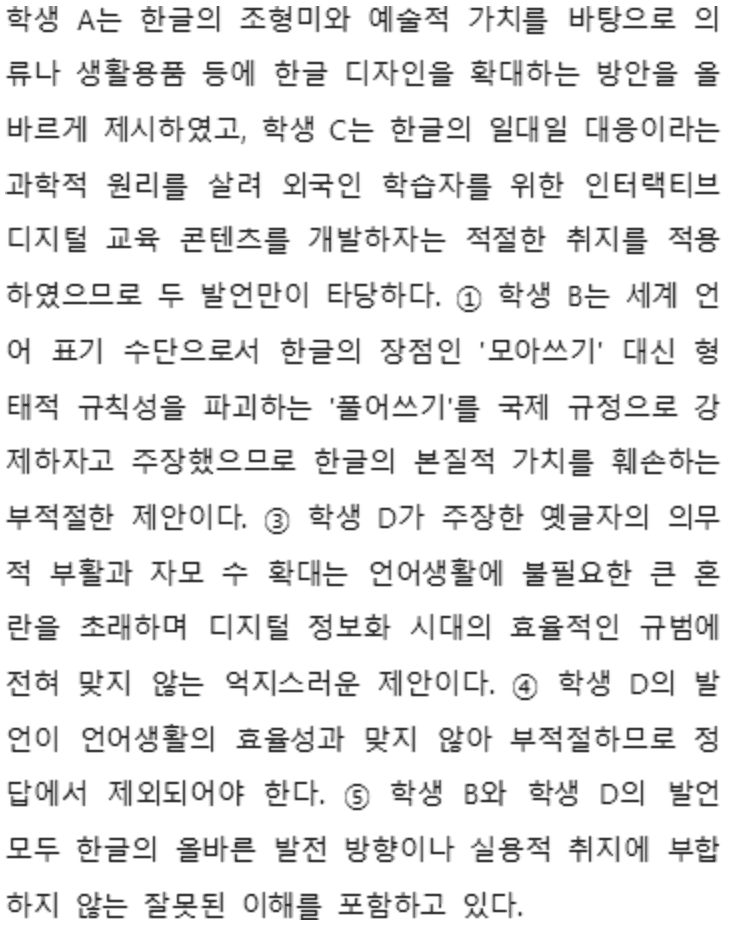 학생 A는 한글의 조형미와 예술적 가치를 바탕으로 의
류나 생활용품 등에 한글 디자인을 확대하는 방안을 올
바르게 제시하였고, 학생 C는 한글의 일대일 대응이라는
과학적 원리를 살려 외국인 학습자를 위한 인터랙티브
디지털 교육 콘텐츠를 개발하자는 적절한 취지를 적용
하였으므로 두 발언만이 타당하다. ① 학생 B는 세계 언
어 표기 수단으로서 한글의 장점인 '모아쓰기' 대신 형
태적 규칙성을 파괴하는 '풀어쓰기'를 국제 규정으로 강
제하자고 주장했으므로 한글의 본질적 가치를 훼손하는
부적절한 제안이다. ③ 학생 D가 주장한 옛글자의 의무
적 부활과 자모 수 확대는 언어생활에 불필요한 큰 혼
란을 초래하며 디지털 정보화 시대의 효율적인 규범에
전혀 맞지 않는 억지스러운 제안이다. ④ 학생 D의 발
언이 언어생활의 효율성과 맞지 않아 부적절하므로 정
답에서 제외되어야 한다. ⑤ 학생 B와 학생 D의 발언
모두 한글의 올바른 발전 방향이나 실용적 취지에 부합
하지 않는 잘못된 이해를 포함하고 있다.